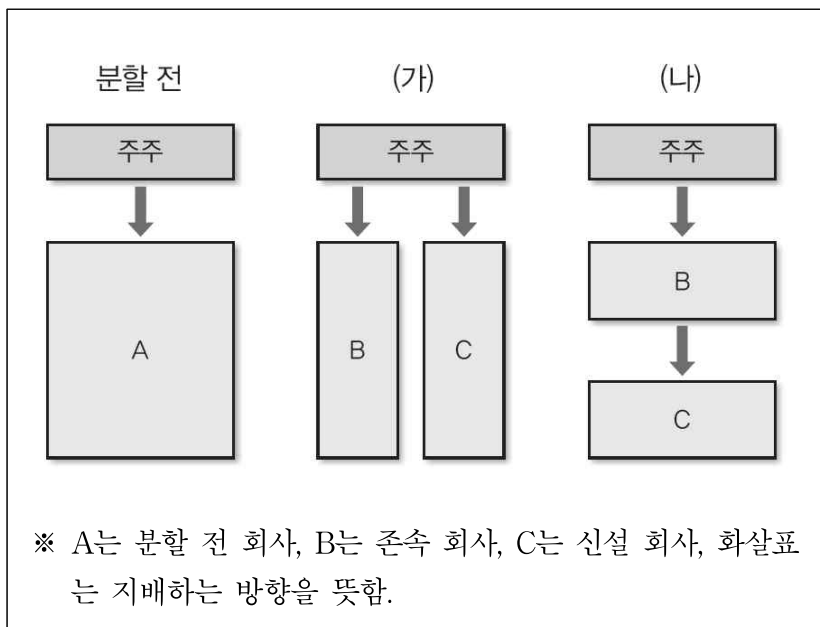 분할 전 (가) (나)
주주 주주 주주
A B C B
C
※ A는 분할 전 회사, B는 존속 회사, C는 신설 회사, 화살표
는 지배하는 방향을 뜻함.